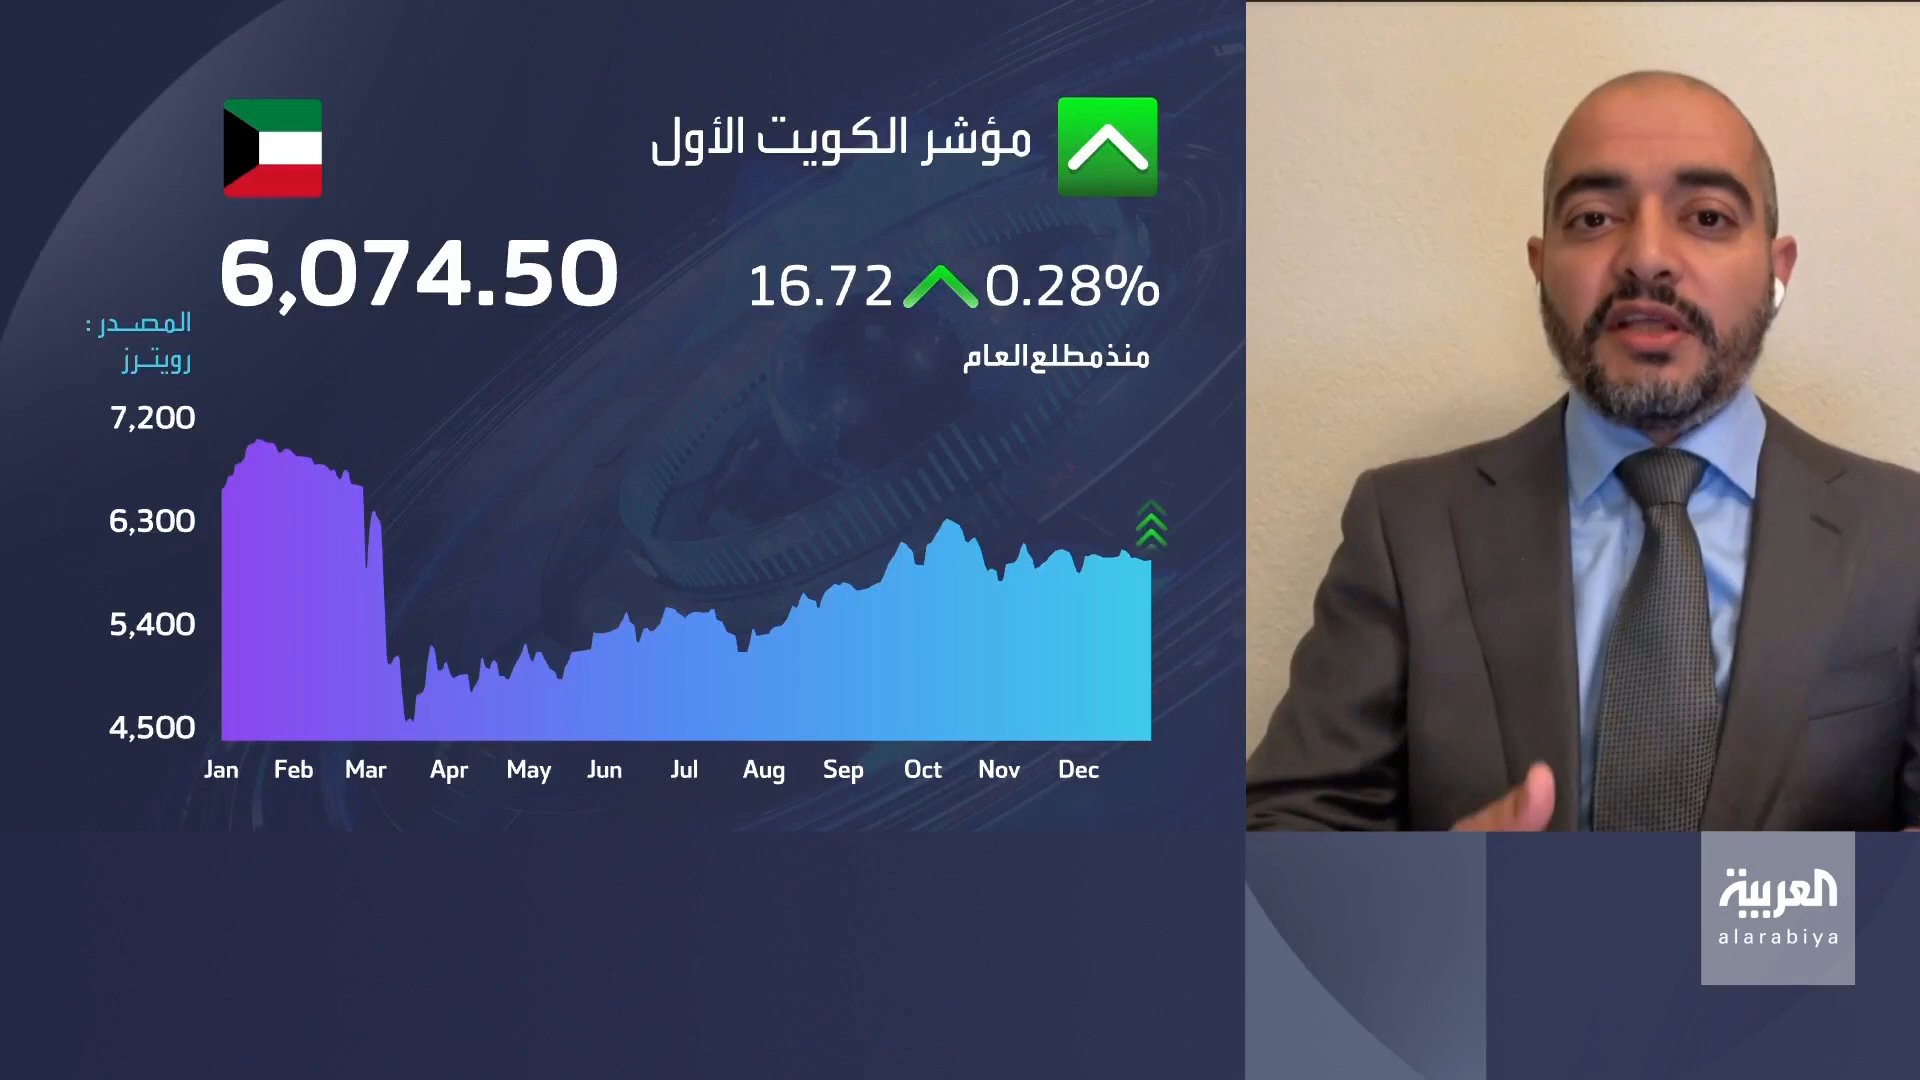 مؤشر الكويت الأول
6,074.50
16.72 0.28%
منذ مطلع العام
المصدر :
رويترز
7,200
6,300
5,400
4,500
Jan Feb Mar Apr May Jun Jul Aug Sep Oct Nov Dec
العربية
alarabiya